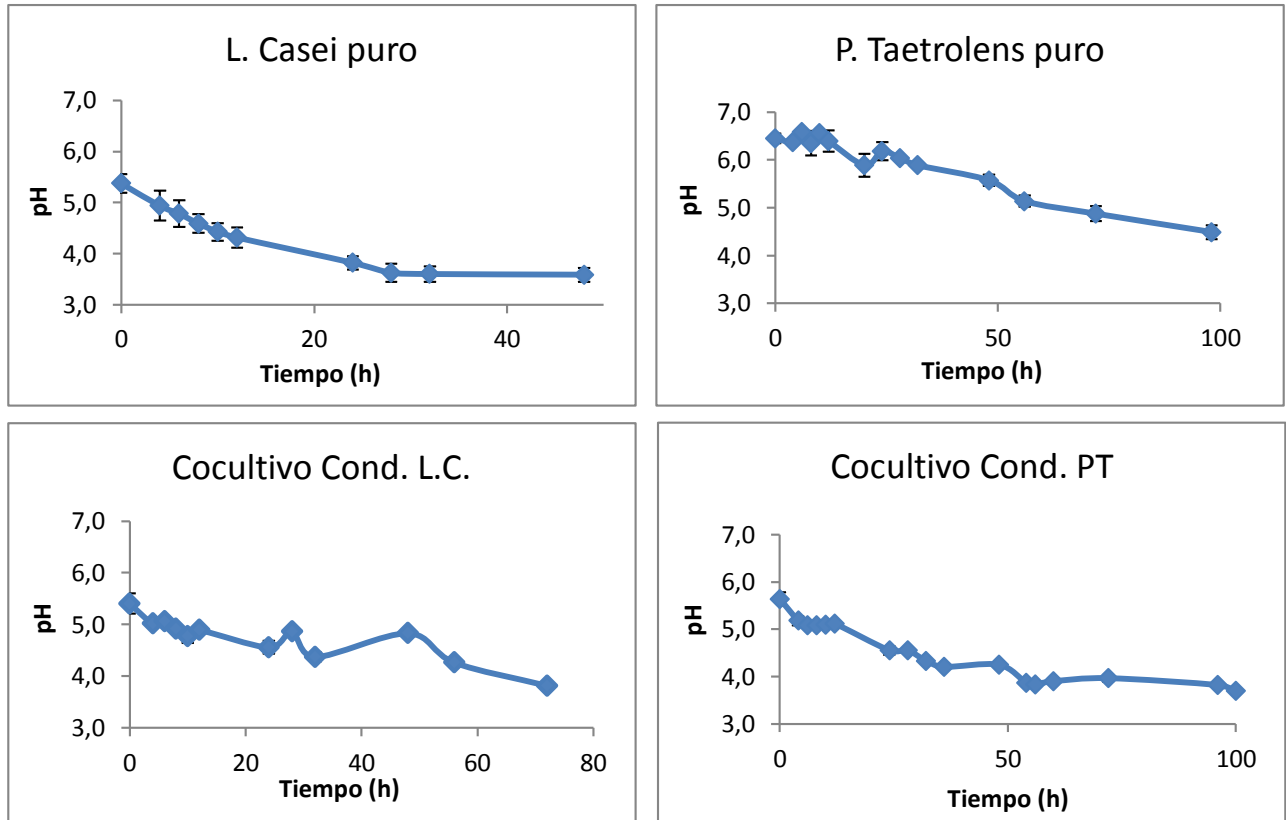 L. Casei puro
7,0
6,0
5,0
4,0
3,0
pH
0 20 40
Tiempo (h)
P. Taetrolens puro
7,0
6,0
5,0
4,0
3,0
pH
0 50 100
Tiempo (h)
Cocultivo Cond. L.C.
7,0
6,0
5,0
4,0
3,0
pH
0 20 40 60 80
Tiempo (h)
Cocultivo Cond. PT
7,0
6,0
5,0
4,0
3,0
pH
0 50 100
Tiempo (h)